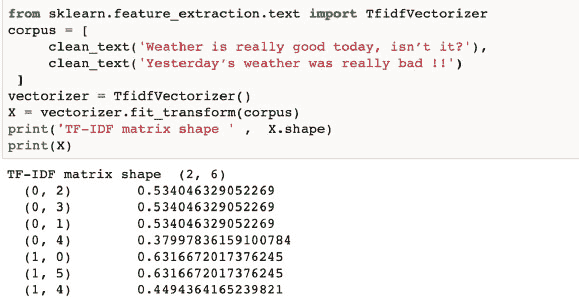 from sklearn.feature_extraction.text import TfidfVectorizer
corpus = [
     clean_text('Weather is really good today, isn’t it?'),
     clean_text('Yesterday’s weather was really bad !!')
 ]
vectorizer = TfidfVectorizer()
X = vectorizer.fit_transform(corpus)
print('TF-IDF matrix shape ' ,  X.shape)
print(X)
TF-IDF matrix shape  (2, 6)
  (0, 2)        0.534046329052269
  (0, 3)        0.534046329052269
  (0, 1)        0.534046329052269
  (0, 4)        0.37997836159100784
  (1, 0)        0.6316672017376245
  (1, 5)        0.6316672017376245
  (1, 4)        0.4494364165239821